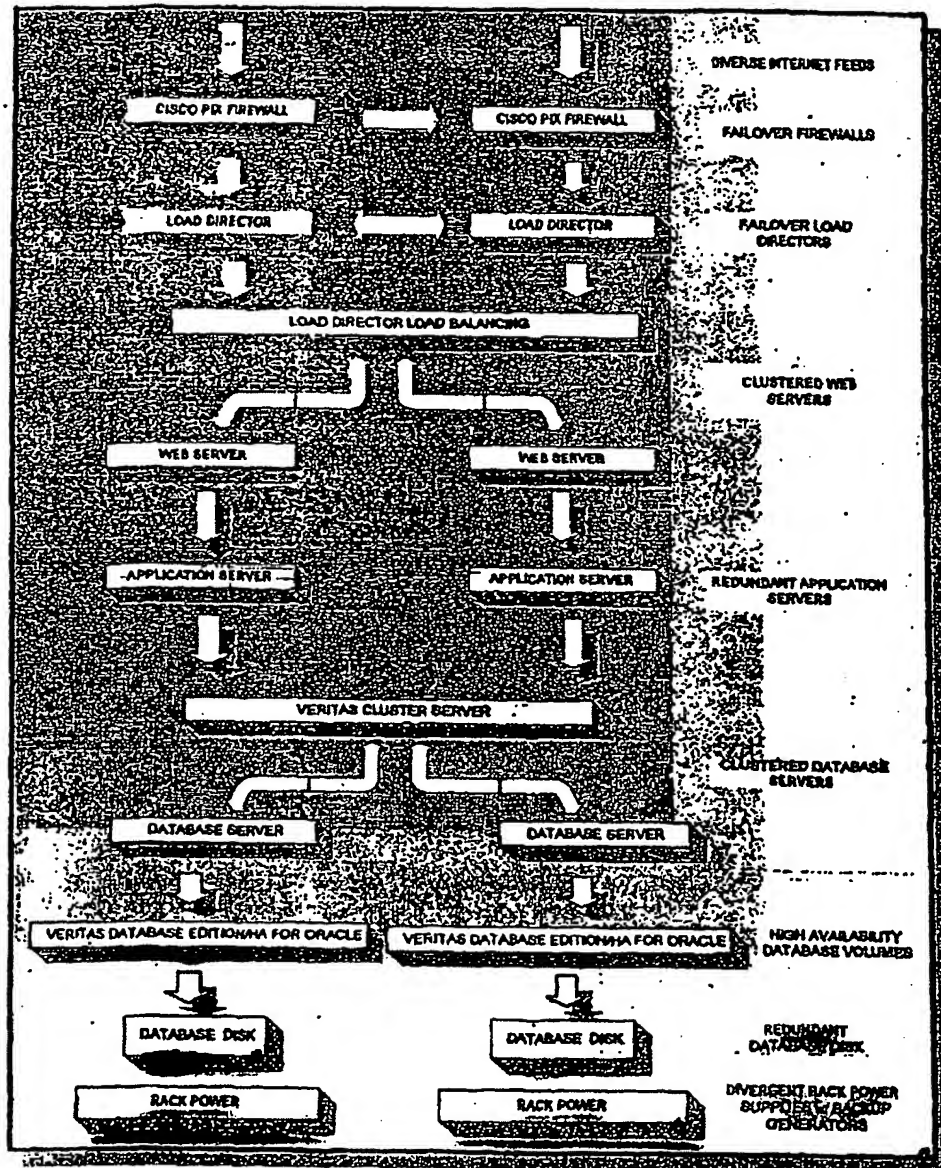 DIVERSE INTERNET FEEDS
CISCO PIX FIREWALL
CISCO PIX FIREWALL
FAILOVER FIREWALLS
LOAD DIRECTOR
LOAD DIRECTOR
FAILOVER LOAD
DIRECTORS
LOAD DIRECTOR LOAD BALANCING
CLUSTERED WEB
SERVERS
WEB SERVER
WEB SERVER
APPLICATION SERVER
APPLICATION SERVER
REDUNDANT APPLICATION
SERVERS
VERITAS CLUSTER SERVER
CLUSTERED DATABASE
SERVERS
DATABASE SERVER
DATABASE SERVER
VERITAS DATABASE EDITION/HA FOR ORACLE
VERITAS DATABASE EDITION/HA FOR ORACLE
HIGH AVAILABILITY
DATABASE VOLUMES
DATABASE DISK
DATABASE DISK
REDUNDANT
DATABASE DISK
RACK POWER
RACK POWER
DIVERGENT RACK POWER
BACKUP
GENERATORS